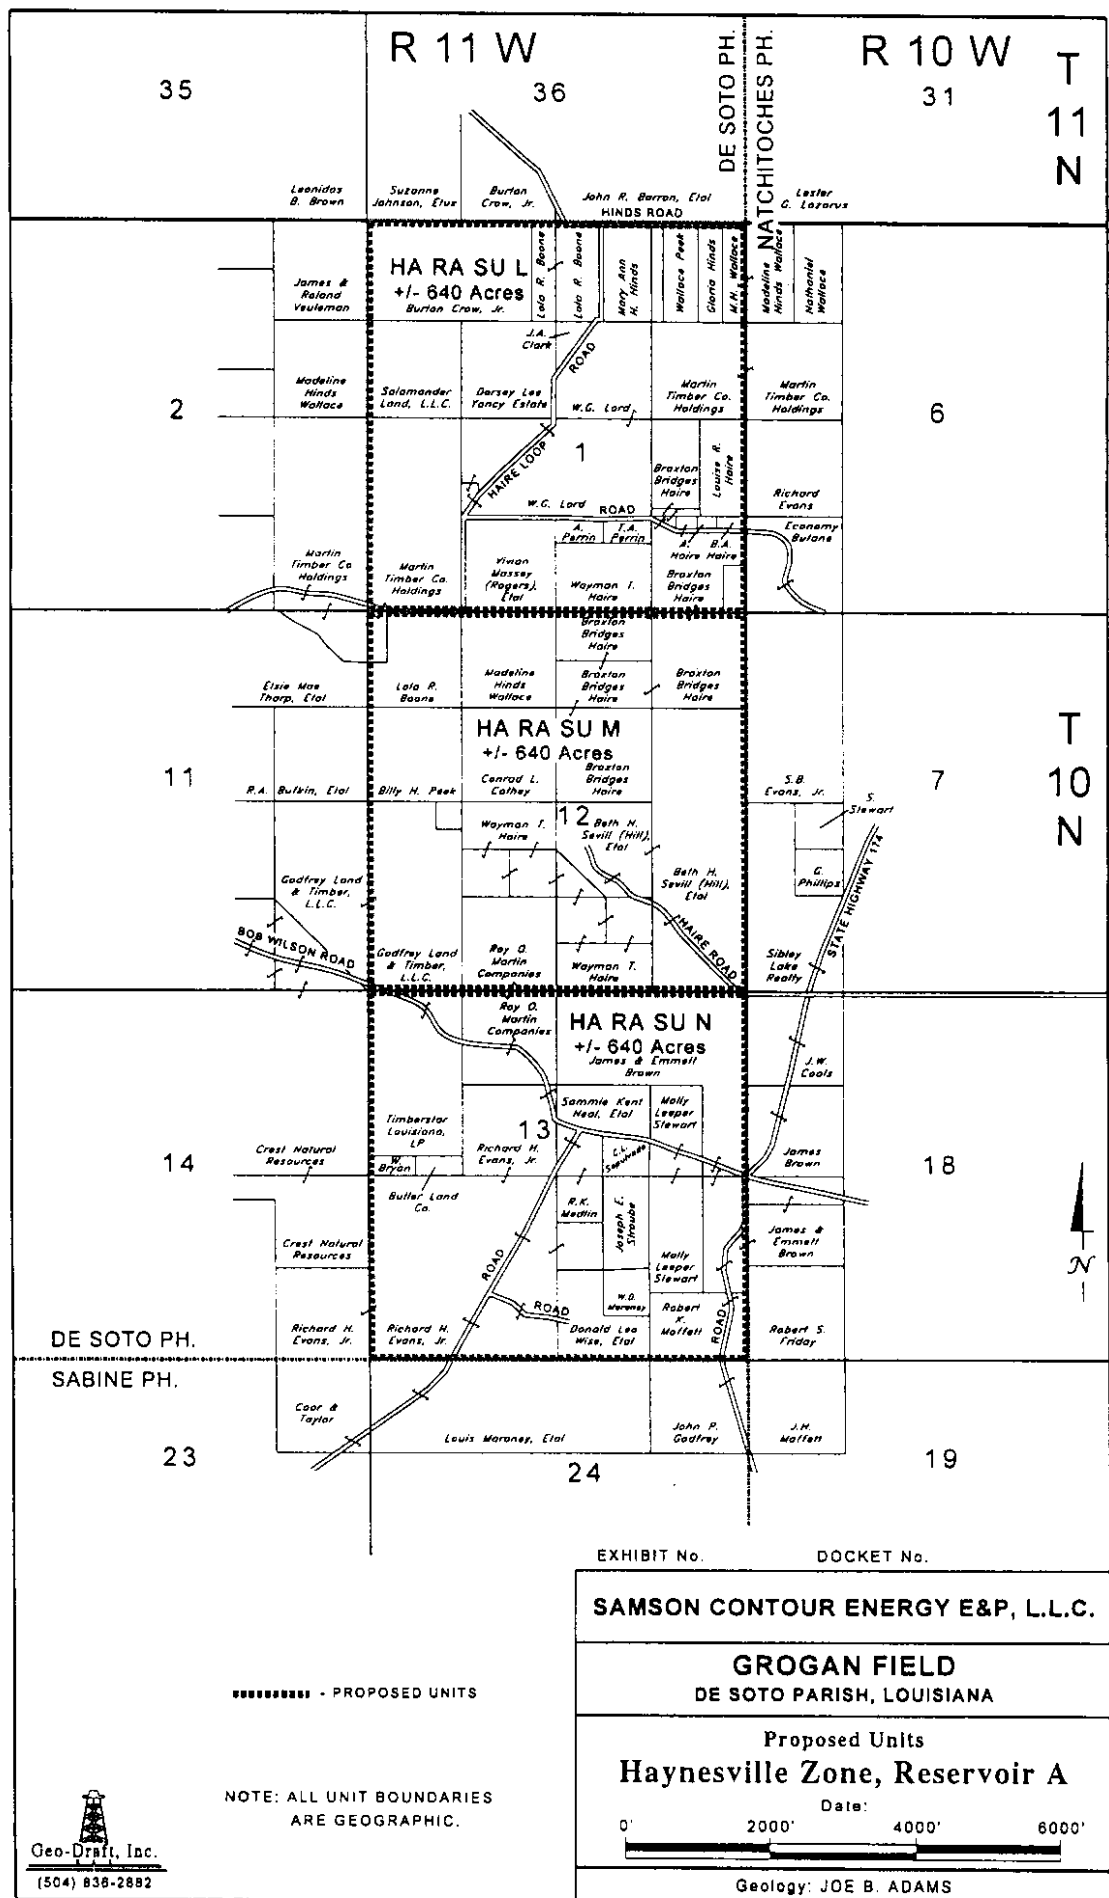 R 11 W
R 10 W
T
11
N
35
36
31
DE SOTO PH.
NATCHITOCHES PH.
Leonidas
B. Brown
Suzanne
Johnson, Etux
Burton
Crow, Jr.
John R. Barron, Etal
HINDS ROAD
Lester
G. Lazarus
HA RA SU L
+/- 640 Acres
Burton Crow, Jr.
Lola R. Boone
Lola R. Boone
Mary Ann
H. Hinds
Wallace Peek
Gloria Hinds
M.H. Wallace
Madeline
Hinds Wallace
Nathaniel
Wallace
James &
Roland
Veuleman
J.A.
Clark
ROAD
Madeline
Hinds
Wallace
Salamander
Land, L.L.C.
Dorsey Lee
Yancy Estate
W.G. Lord
Martin
Timber Co.
Holdings
Martin
Timber Co.
Holdings
2
1
6
HAIRE LOOP
W.G. Lord
ROAD
Braxton
Bridges
Haire
Louise R.
Haire
Richard
Evans
Economy
Butane
A.
Perrin
T.A.
Perrin
A.
Haire
B.A.
Haire
Martin
Timber Co
Holdings
Martin
Timber Co.
Holdings
Vivian
Massey
(Rogers),
Etal
Wayman T.
Haire
Braxton
Bridges
Haire
Braxton
Bridges
Haire
Elsie Mae
Tharp, Etal
Lola R.
Boone
Madeline
Hinds
Wallace
Braxton
Bridges
Haire
Braxton
Bridges
Haire
HA RA SU M
+/- 640 Acres
T
10
N
11
R.A. Bufkin, Etal
Billy H. Peek
Conrad L.
Cathey
Braxton
Bridges
Haire
S.B.
Evans, Jr.
7
S.
Stewart
12
Wayman T.
Haire
Beth H.
Sevill (Hill),
Etal
Godfrey Land
& Timber,
L.L.C.
Beth H.
Sevill (Hill),
Etal
G.
Phillips
STATE HIGHWAY 174
BOB WILSON ROAD
Godfrey Land
& Timber,
L.L.C.
Roy O.
Martin
Companies
Wayman T.
Haire
HAIRE ROAD
Sibley
Lake
Realty
Roy O.
Martin
Companies
HA RA SU N
+/- 640 Acres
James & Emmett
Brown
J.W.
Cools
Timberstar
Louisiana,
LP
Sammie Kent
Neal, Etal
Molly
Leeper
Stewart
14
Crest Natural
Resources
W.
Bryan
Richard H.
Evans, Jr.
13
C.L.
Sepulvado
James
Brown
18
Butler Land
Co.
R.K.
Medlin
Joseph E.
Straube
Crest Natural
Resources
ROAD
Molly
Leeper
Stewart
James &
Emmett
Brown
N
W.D.
Maroney
Richard H.
Evans, Jr.
Richard H.
Evans, Jr.
ROAD
Donald Lee
Wise, Etal
Robert
K.
Moffett
ROAD
Robert S.
Friday
DE SOTO PH.
SABINE PH.
Coor &
Taylor
Louis Maroney, Etal
John P.
Godfrey
J.H.
Moffett
23
24
19
EXHIBIT No.
DOCKET No.
SAMSON CONTOUR ENERGY E&P, L.L.C.
GROGAN FIELD
DE SOTO PARISH, LOUISIANA
- PROPOSED UNITS
Proposed Units
Haynesville Zone, Reservoir A
Date:
0' 2000' 4000' 6000'
NOTE: ALL UNIT BOUNDARIES
ARE GEOGRAPHIC.
Geo-Draft, Inc.
(504) 836-2882
Geology: JOE B. ADAMS